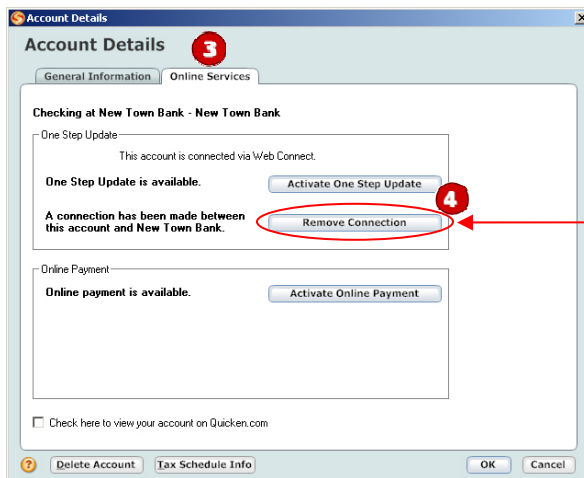 Account Details
Account Details
3
General Information
Online Services
Checking at New Town Bank - New Town Bank
One Step Update
This account is connected via Web Connect.
One Step Update is available.
Activate One Step Update
4
A connection has been made between
this account and New Town Bank.
Remove Connection
Online Payment
Online payment is available.
Activate Online Payment
Check here to view your account on Quicken.com
?
Delete Account
Tax Schedule Info
OK
Cancel